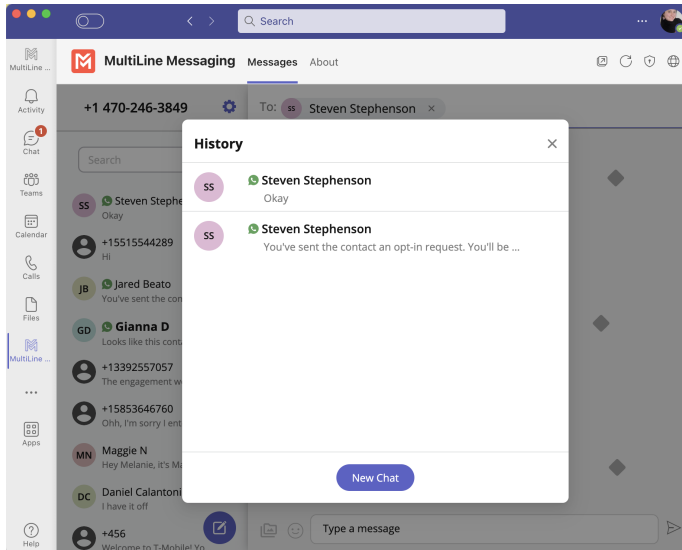 Search
MultiLine ...
Activity
1
Chat
Teams
Calendar
Calls
Files
MultiLine ...
Apps
Help
MultiLine Messaging
Messages
About
+1 470-246-3849
Search
SS
Steven Stephe
Okay
+15515544289
Hi
JB
Jared Beato
You've sent the con
GD
Gianna D
Looks like this conta
+13392557057
The engagement w
+15853646760
Ohh, I'm sorry I ent
MN
Maggie N
Hey Melanie, it's Ma
DC
Daniel Calantoni
I have it off
+456
Welcome to T-Mobile! Yo
To: SS Steven Stephenson ×
History
SS
Steven Stephenson
Okay
SS
Steven Stephenson
You've sent the contact an opt-in request. You'll be ...
New Chat
Type a message